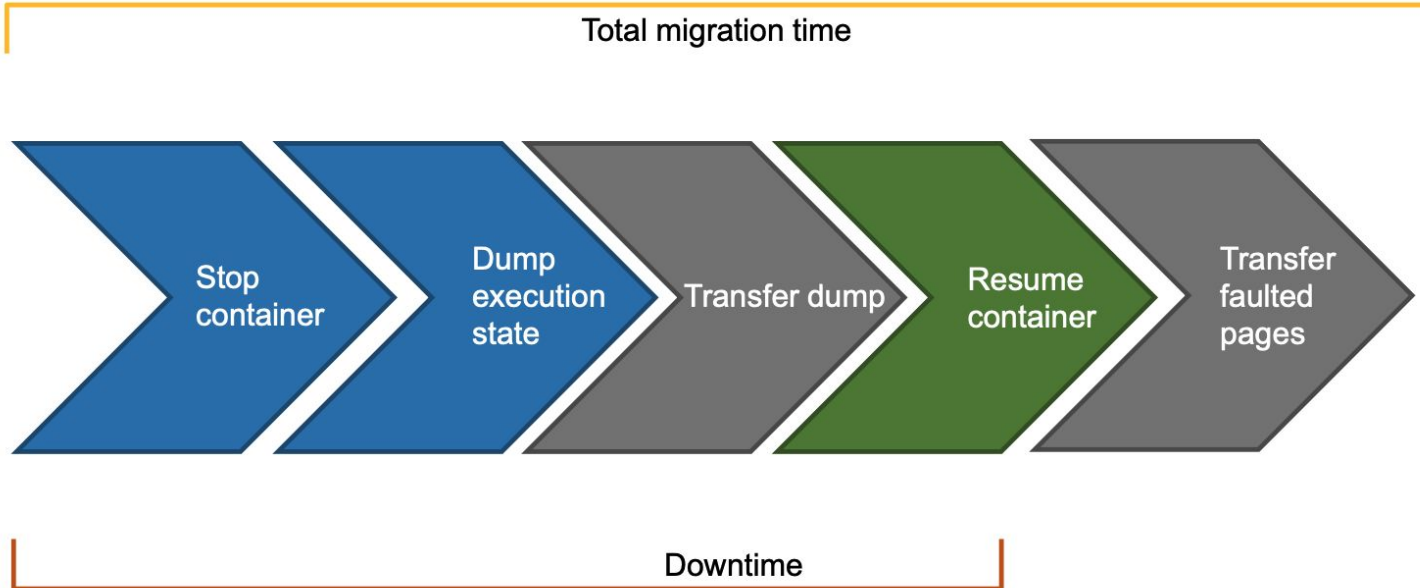 Total migration time
Stop
container
Dump
execution
state
Transfer dump
Resume
container
Transfer
faulted
pages
Downtime